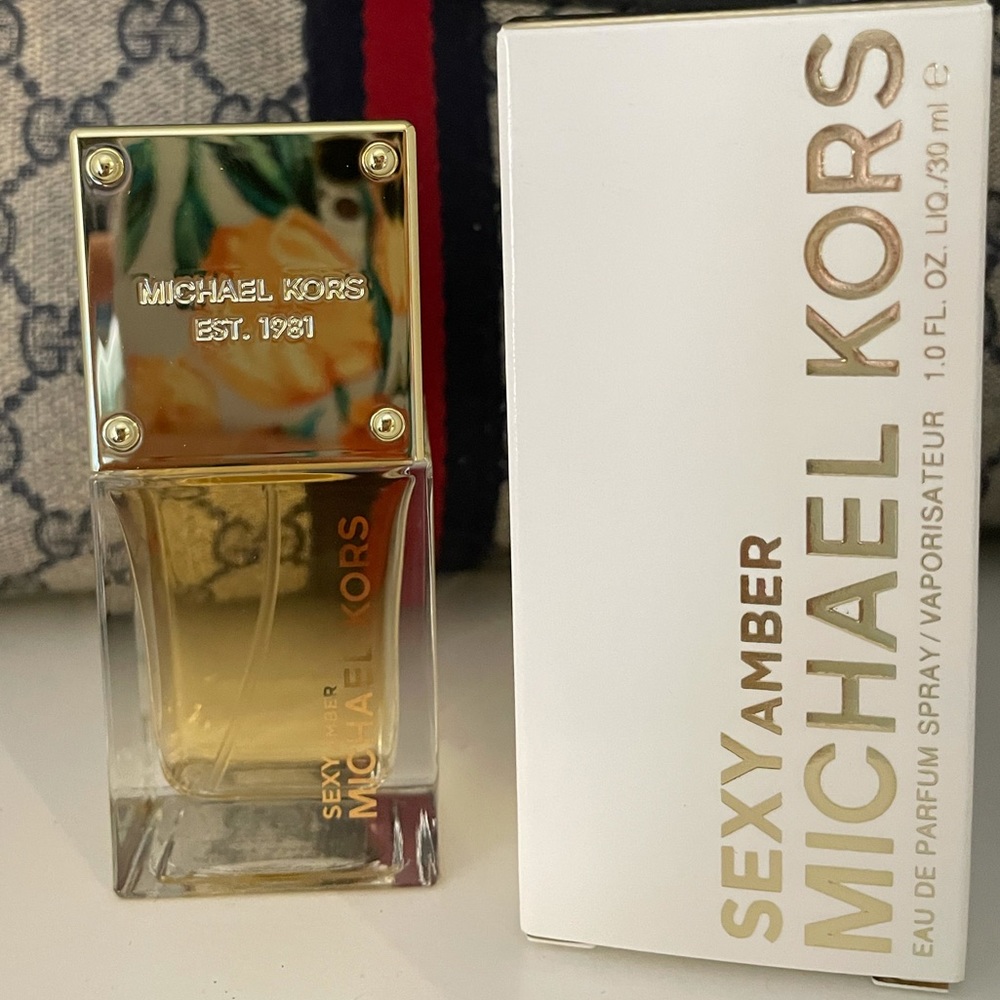 MICHAEL KORS
EST. 1981
SEXY AMBER
MICHAEL KORS
SEXY AMBER
MICHAEL KORS
EAU DE PARFUM SPRAY/VAPORISATEUR 1.0 FL. OZ. LIQ./30 ml ℮